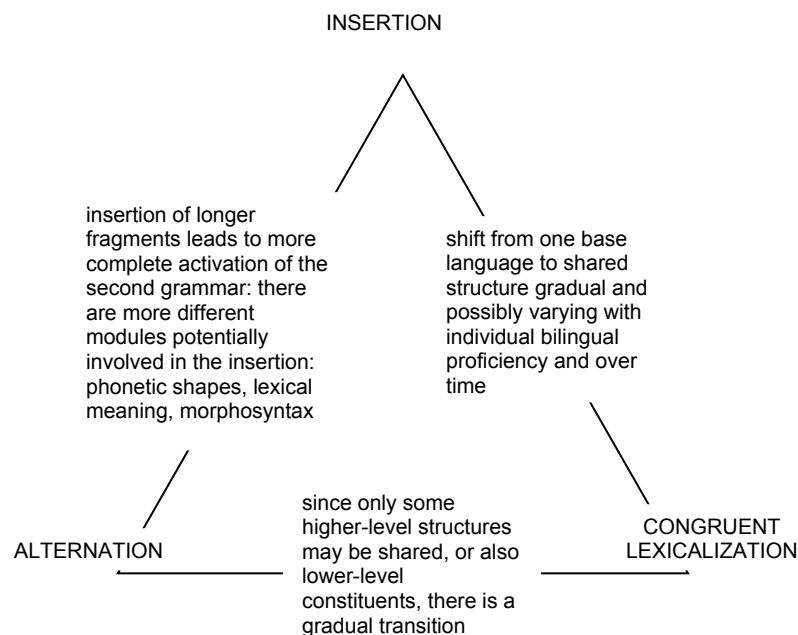 INSERTION
insertion of longer
fragments leads to more
complete activation of the
second grammar: there
are more different
modules potentially
involved in the insertion:
phonetic shapes, lexical
meaning, morphosyntax
shift from one base
language to shared
structure gradual and
possibly varying with
individual bilingual
proficiency and over
time
ALTERNATION
since only some
higher-level structures
may be shared, or also
lower-level
constituents, there is a
gradual transition
CONGRUENT
LEXICALIZATION